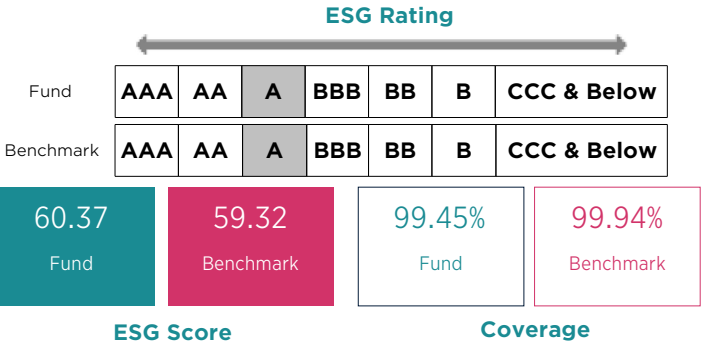 ESG Rating
Fund AAA AA A BBB BB B CCC & Below
Benchmark AAA AA A BBB BB B CCC & Below
60.37 59.32 99.45% 99.94%
Fund Benchmark Fund Benchmark
ESG Score Coverage